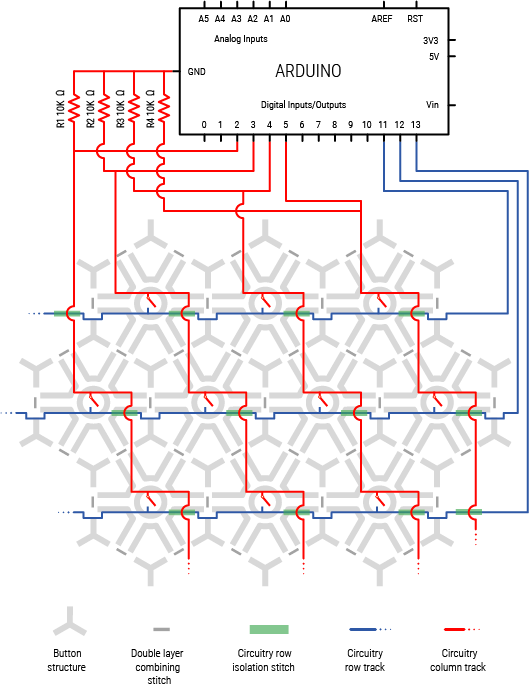 A5 A4 A3 A2 A1 A0 AREF RST
Analog Inputs
3V3
5V
GND
ARDUINO
R1 10K Ω
R2 10K Ω
R3 10K Ω
R4 10K Ω
Digital Inputs/Outputs
Vin
0 1 2 3 4 5 6 7 8 9 10 11 12 13
Button
structure
Double layer
combining
stitch
Circuitry row
isolation stitch
Circuitry
row track
Circuitry
column track